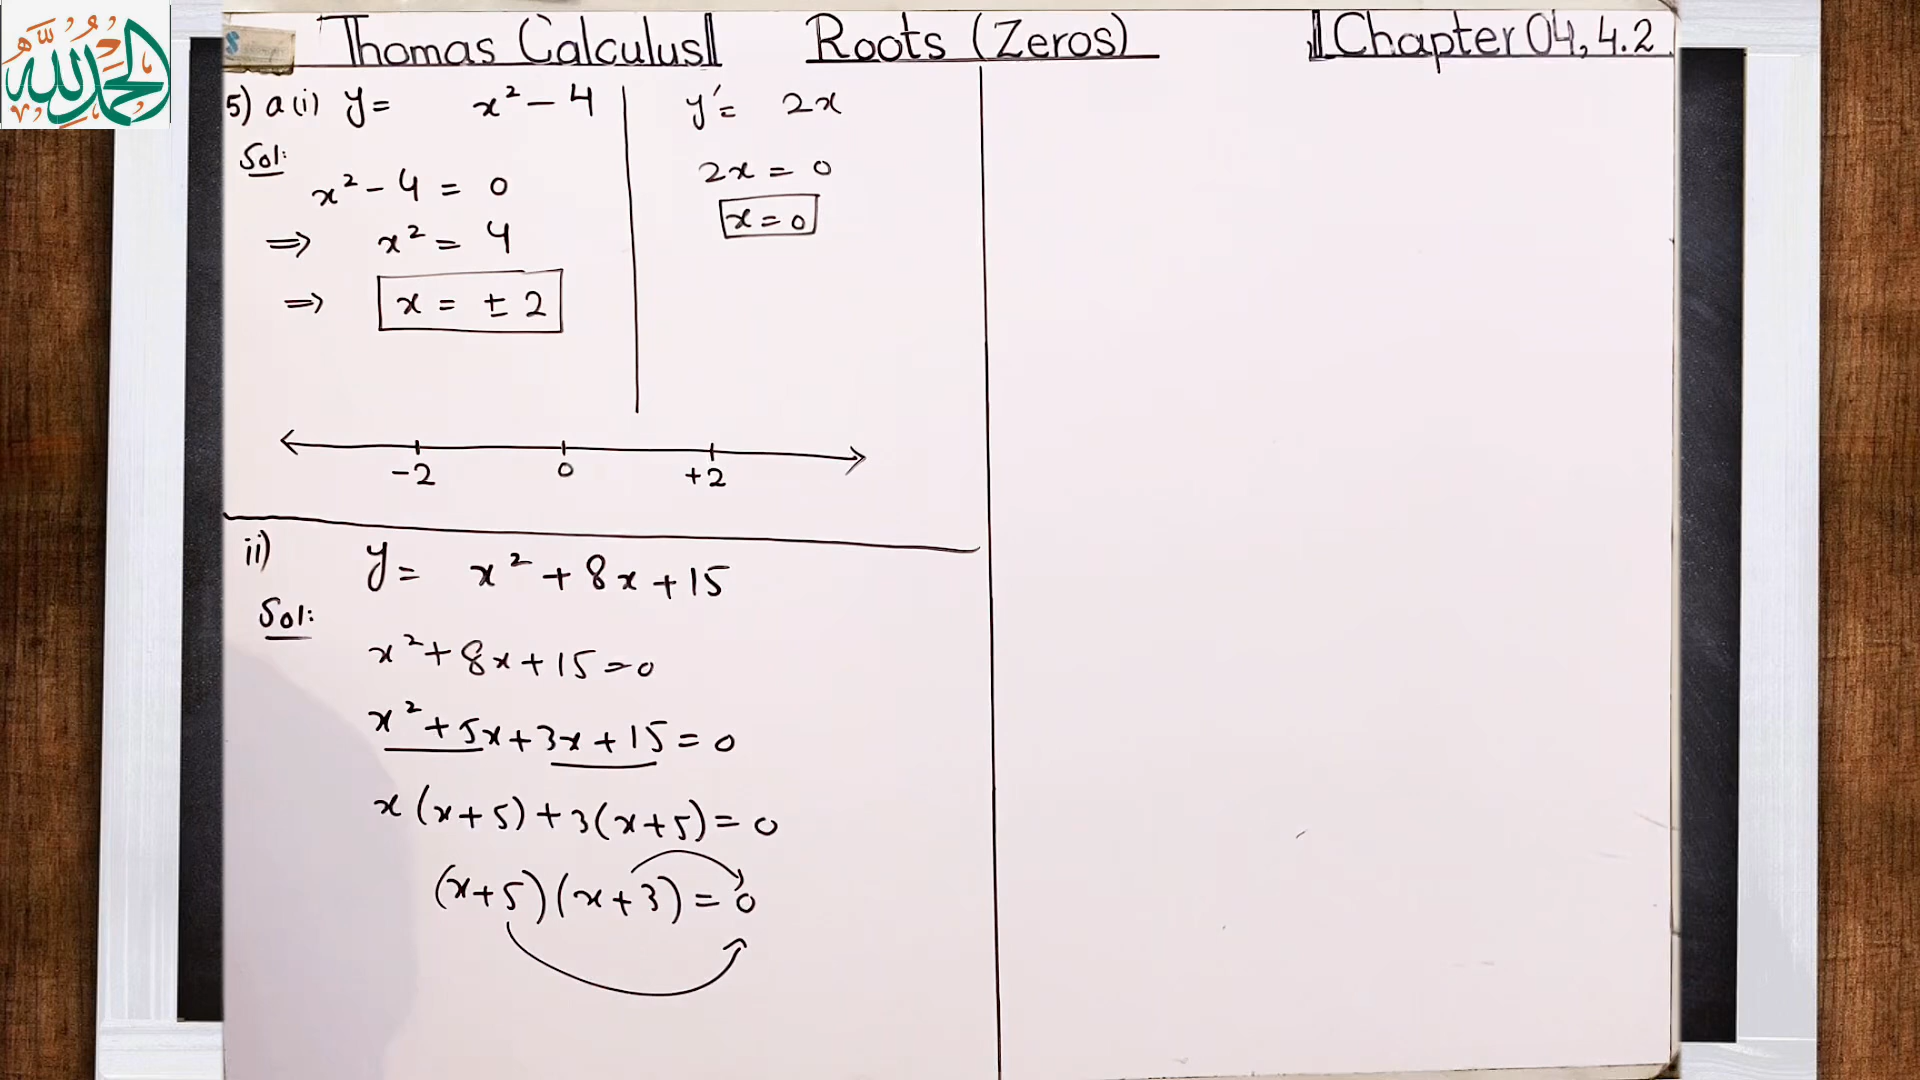 الحمد لله
Thomas Calculus Roots (Zeros) Chapter 04, 4.2
5) a(i) y = x² - 4
Sol:
x² - 4 = 0
⇒ x² = 4
⇒ x = ± 2
y' = 2x
2x = 0
x = 0
-2 0 +2
ii) y = x² + 8x + 15
Sol:
x² + 8x + 15 = 0
x² + 5x + 3x + 15 = 0
x(x+5) + 3(x+5) = 0
(x+5)(x+3) = 0